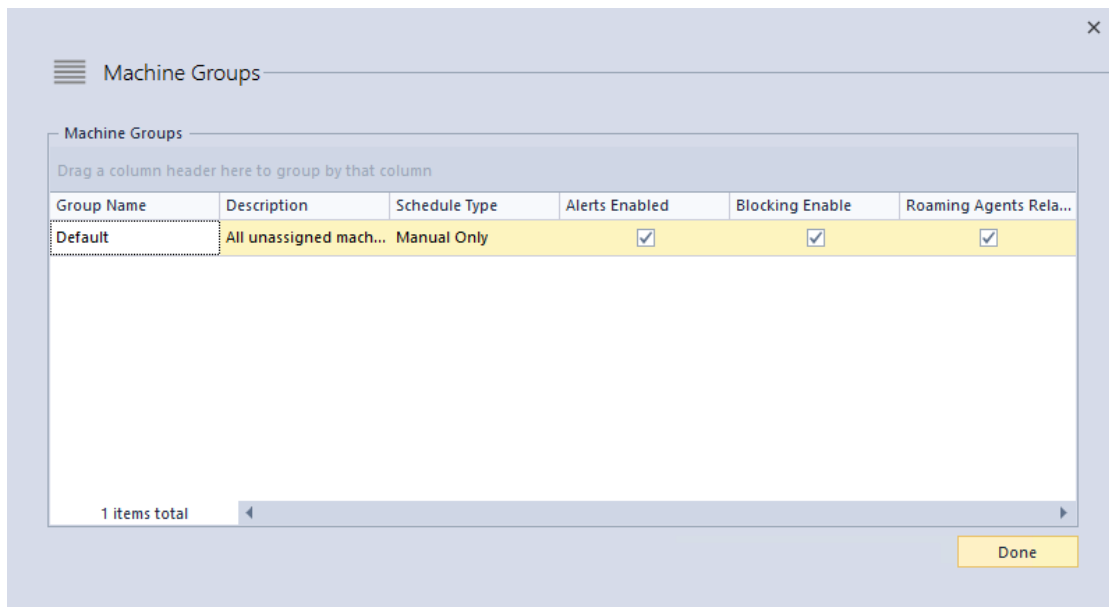 Machine Groups
Machine Groups
Drag a column header here to group by that column
Group Name Description Schedule Type Alerts Enabled Blocking Enable Roaming Agents Rela...
Default All unassigned mach... Manual Only
1 items total
Done